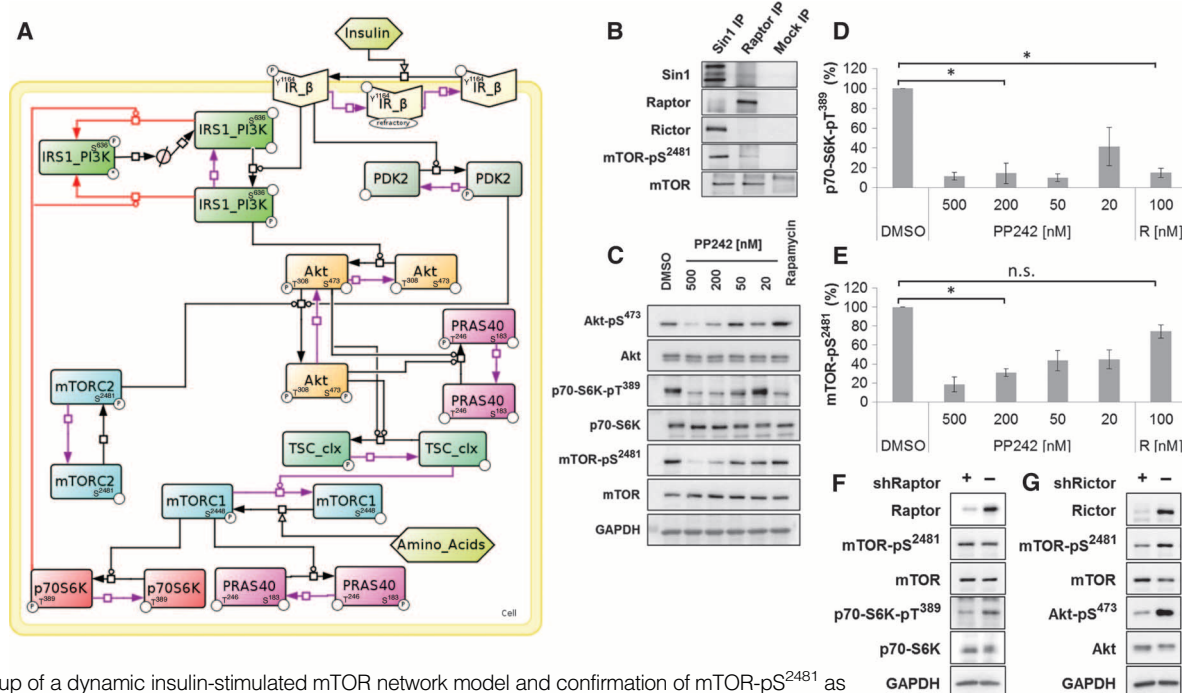 A
Insulin
P
Y1164
IR_β
Y1164
IR_β
refractory
Y1164
IR_β
IRS1_PI3K
S636
P
IRS1_PI3K
S636
IRS1_PI3K
S636
P
PDK2
PDK2
P
Akt
T308 S473
P
Akt
T308 S473
Akt
T308 S473
P P
PRAS40
T246 S183
P
PRAS40
T246 S183
mTORC2
S2481
P
mTORC2
S2481
TSC_clx
P
TSC_clx
mTORC1
S2448
P
mTORC1
S2448
Amino_Acids
p70S6K
T389
P
p70S6K
T389
PRAS40
T246 S183
P
PRAS40
T246 S183
P P
Cell
B
Sin1 IP
Raptor IP
Mock IP
Sin1
Raptor
Rictor
mTOR-pS2481
mTOR
C
DMSO
PP242 [nM]
500
200
50
20
Rapamycin
Akt-pS473
Akt
p70-S6K-pT389
p70-S6K
mTOR-pS2481
mTOR
GAPDH
D
p70-S6K-pT389 (%)
120
100
80
60
40
20
0
*
*
500 200 50 20 100
DMSO PP242 [nM] R [nM]
E
mTOR-pS2481 (%)
120
100
80
60
40
20
0
n.s.
*
500 200 50 20 100
DMSO PP242 [nM] R [nM]
F
shRaptor + −
Raptor
mTOR-pS2481
mTOR
p70-S6K-pT389
p70-S6K
GAPDH
G
shRictor + −
Rictor
mTOR-pS2481
mTOR
Akt-pS473
Akt
GAPDH
up of a dynamic insulin-stimulated mTOR network model and confirmation of mTOR-pS2481 as